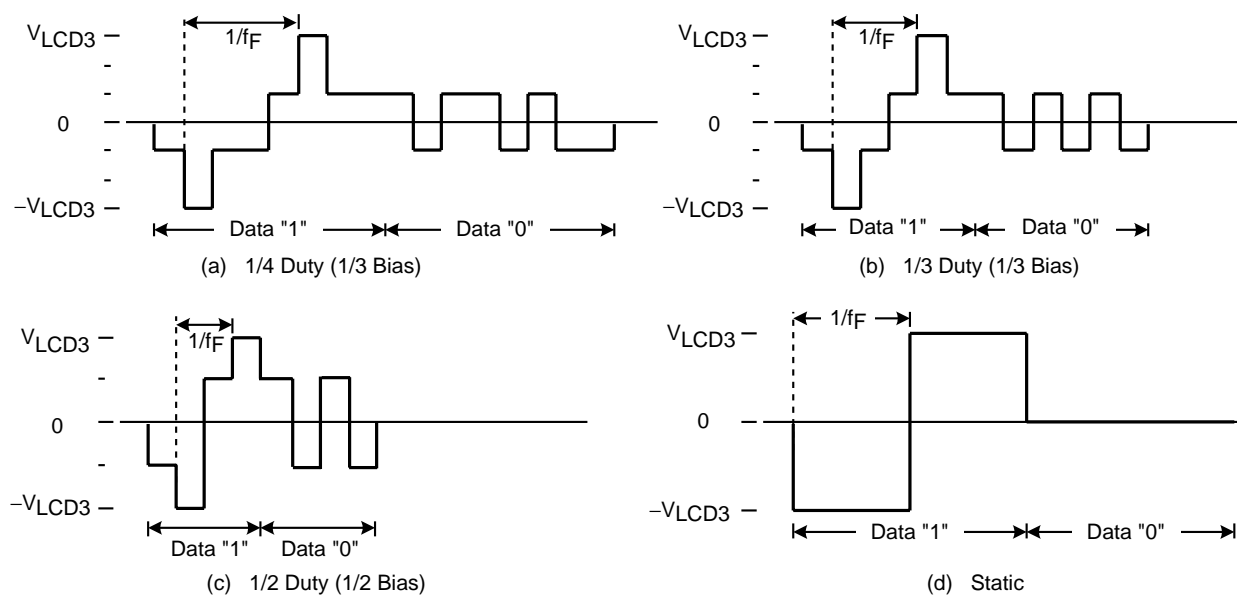 VLCD3
1/fF
0
−VLCD3
Data "1"
Data "0"
(a) 1/4 Duty (1/3 Bias)
VLCD3
1/fF
0
−VLCD3
Data "1"
Data "0"
(b) 1/3 Duty (1/3 Bias)
VLCD3
1/fF
0
−VLCD3
Data "1"
Data "0"
(c) 1/2 Duty (1/2 Bias)
VLCD3
1/fF
0
−VLCD3
Data "1"
Data "0"
(d) Static